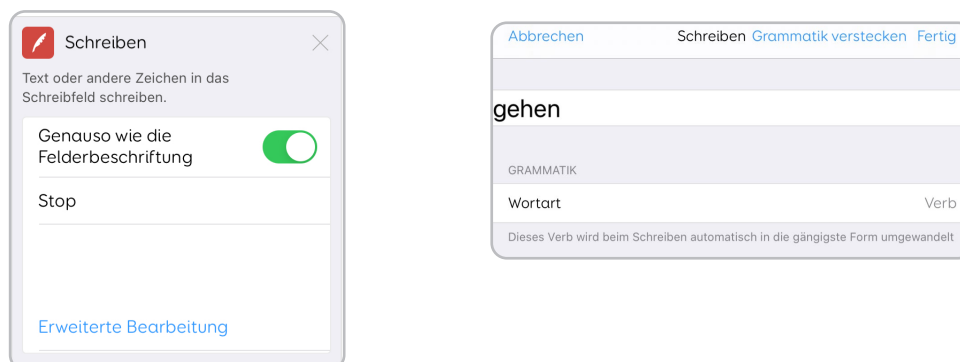 Schreiben
Text oder andere Zeichen in das
Schreibfeld schreiben.
Genauso wie die
Felderbeschriftung
Stop
Erweiterte Bearbeitung
Abbrechen Schreiben Grammatik verstecken Fertig
gehen
GRAMMATIK
Wortart Verb
Dieses Verb wird beim Schreiben automatisch in die gängigste Form umgewandelt